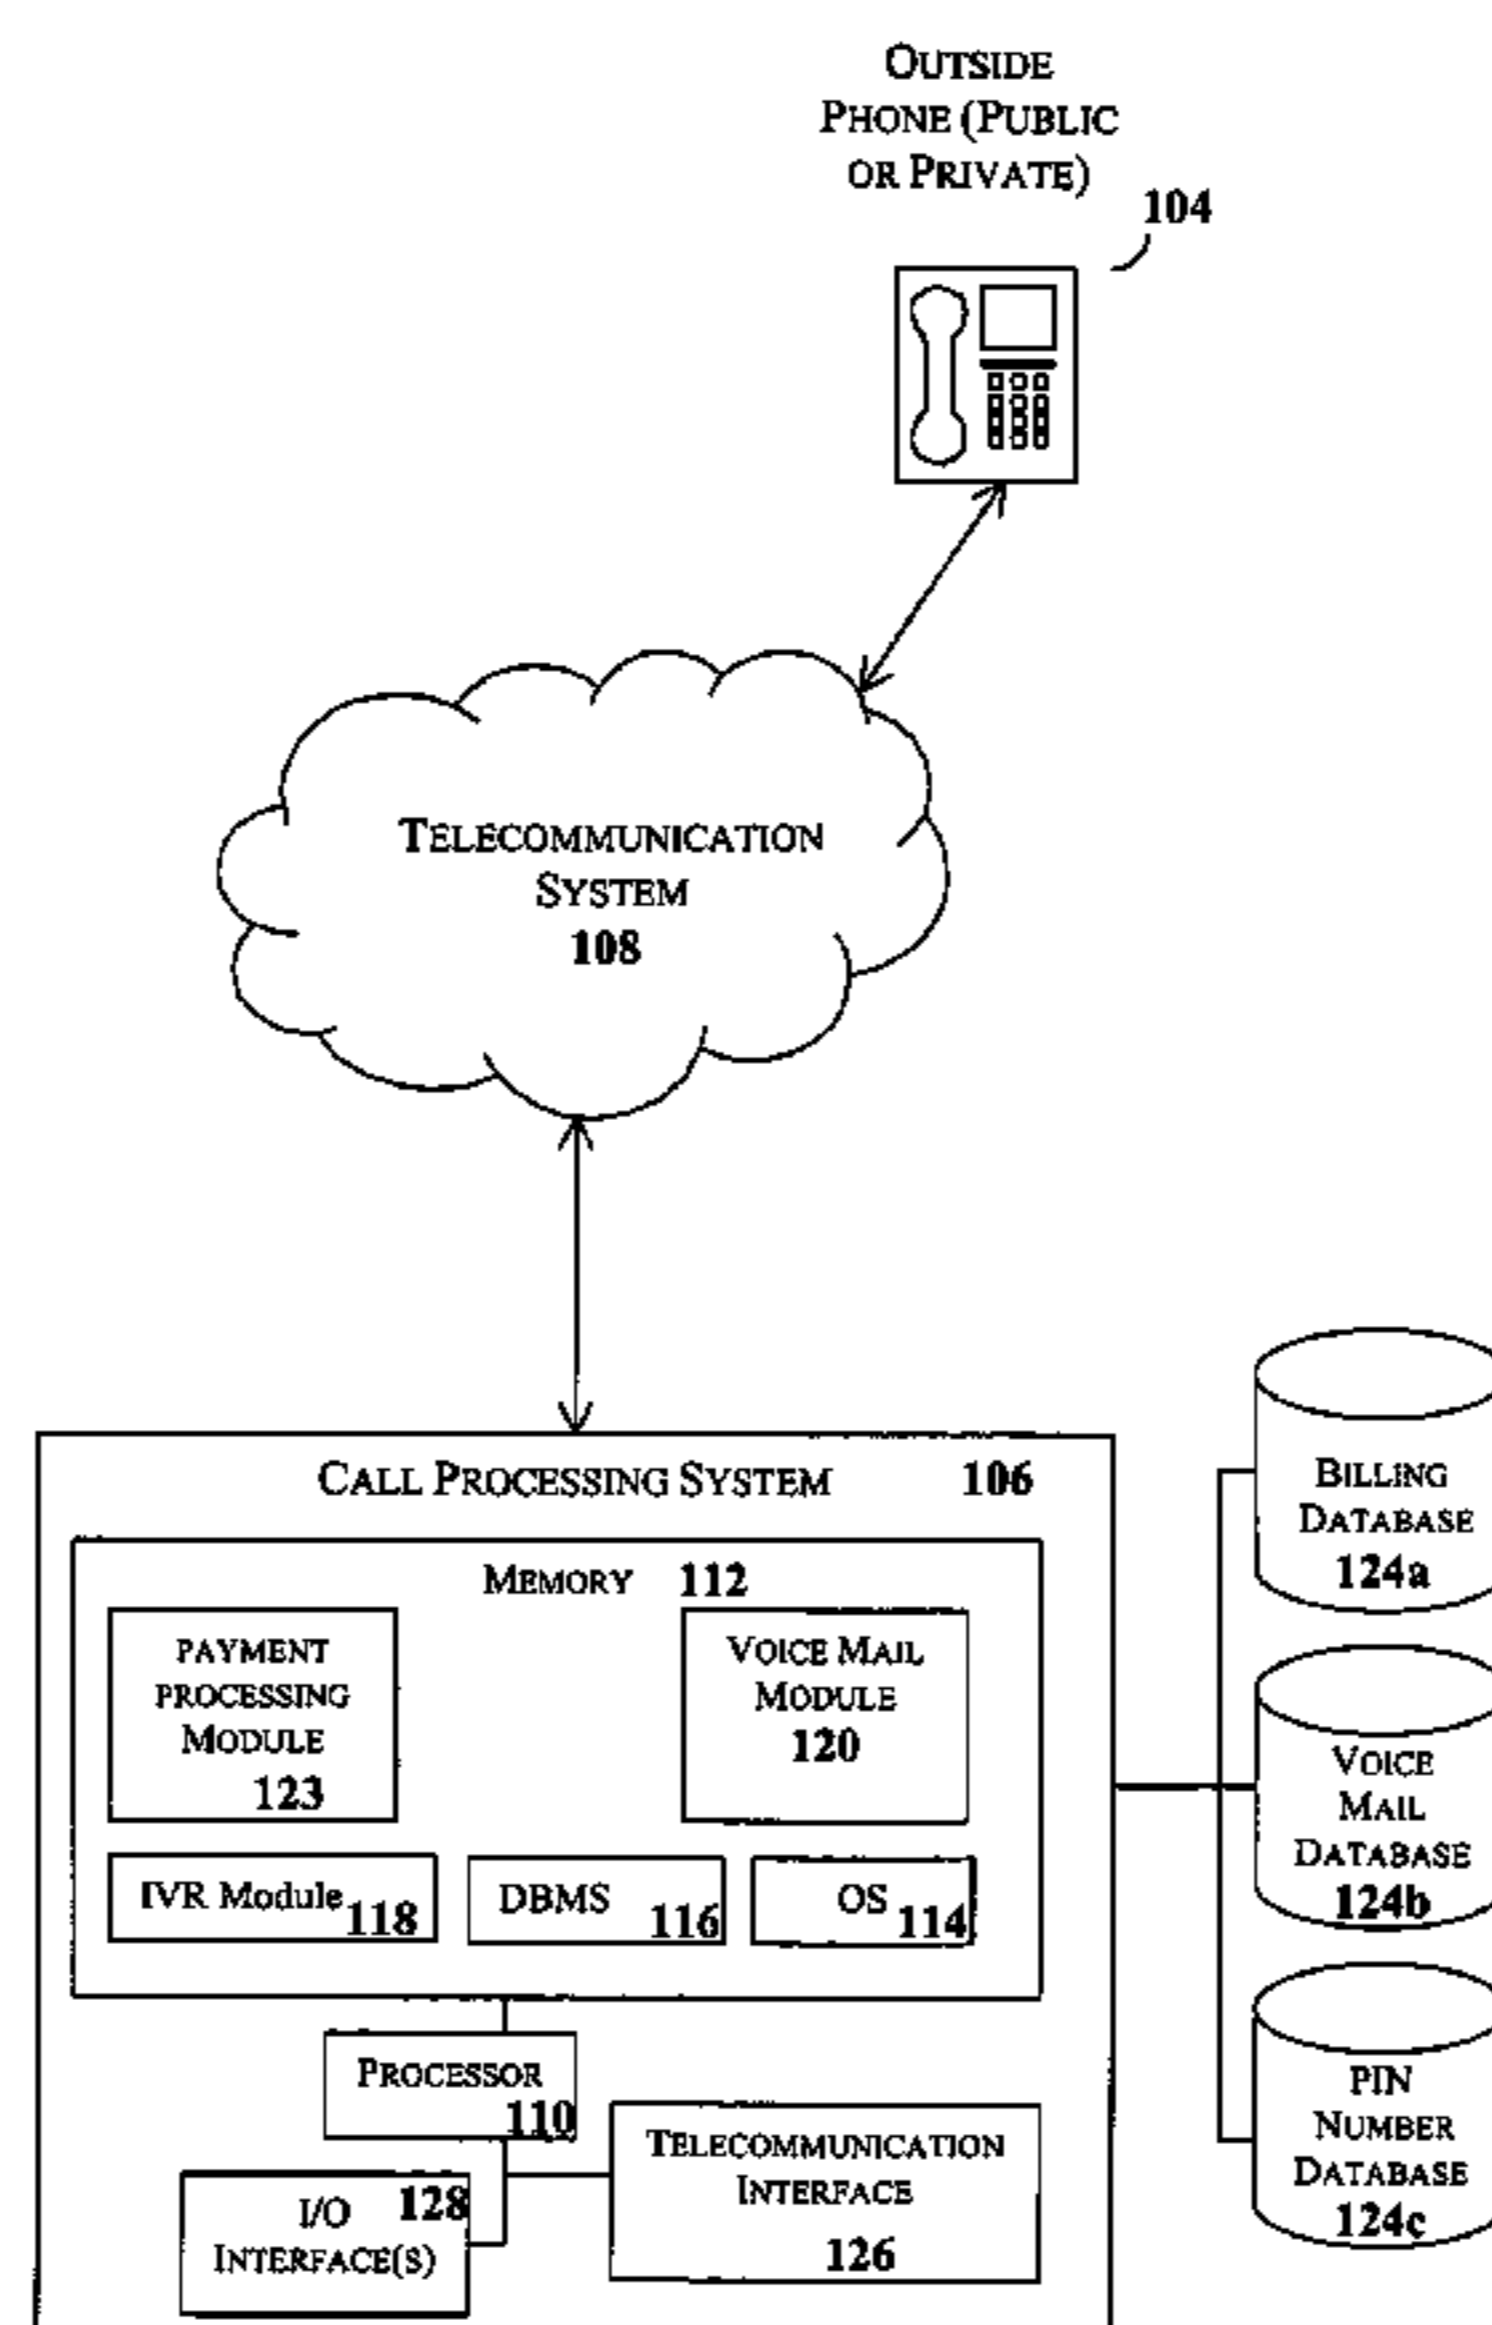 OUTSIDE
PHONE (PUBLIC
OR PRIVATE)
104
TELECOMMUNICATION
SYSTEM
108
CALL PROCESSING SYSTEM 106
MEMORY 112
PAYMENT
PROCESSING
MODULE
123
VOICE MAIL
MODULE
120
IVR Module 118
DBMS 116
OS 114
PROCESSOR
110
I/O 128
INTERFACE(S)
TELECOMMUNICATION
INTERFACE
126
BILLING
DATABASE
124a
VOICE
MAIL
DATABASE
124b
PIN
NUMBER
DATABASE
124c